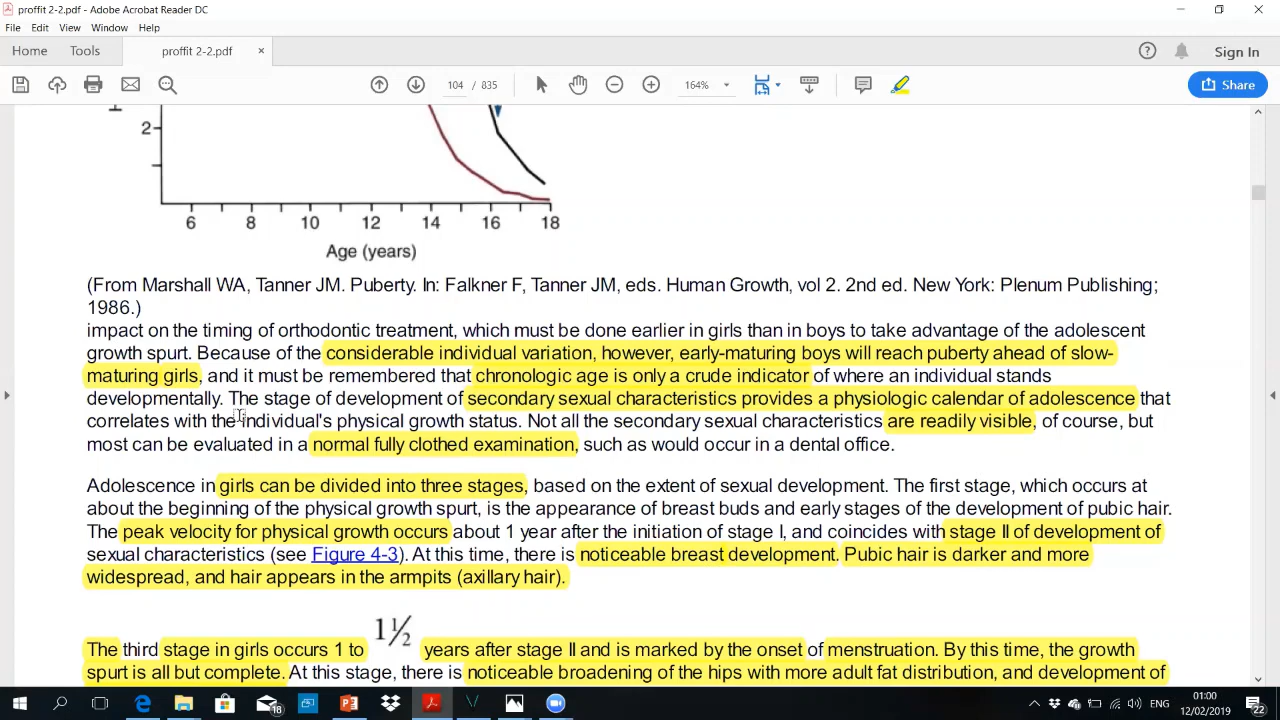 proffit 2-2.pdf - Adobe Acrobat Reader DC
File Edit View Window Help
Home Tools proffit 2-2.pdf × Sign In
104 / 835 164% Share
2
6 8 10 12 14 16 18
Age (years)
(From Marshall WA, Tanner JM. Puberty. In: Falkner F, Tanner JM, eds. Human Growth, vol 2. 2nd ed. New York: Plenum Publishing;
1986.)
impact on the timing of orthodontic treatment, which must be done earlier in girls than in boys to take advantage of the adolescent
growth spurt. Because of the considerable individual variation, however, early-maturing boys will reach puberty ahead of slow-
maturing girls, and it must be remembered that chronologic age is only a crude indicator of where an individual stands
developmentally. The stage of development of secondary sexual characteristics provides a physiologic calendar of adolescence that
correlates with the individual's physical growth status. Not all the secondary sexual characteristics are readily visible, of course, but
most can be evaluated in a normal fully clothed examination, such as would occur in a dental office.
Adolescence in girls can be divided into three stages, based on the extent of sexual development. The first stage, which occurs at
about the beginning of the physical growth spurt, is the appearance of breast buds and early stages of the development of pubic hair.
The peak velocity for physical growth occurs about 1 year after the initiation of stage I, and coincides with stage II of development of
sexual characteristics (see Figure 4-3). At this time, there is noticeable breast development. Pubic hair is darker and more
widespread, and hair appears in the armpits (axillary hair).
The third stage in girls occurs 1 to 1½ years after stage II and is marked by the onset of menstruation. By this time, the growth
spurt is all but complete. At this stage, there is noticeable broadening of the hips with more adult fat distribution, and development of
18 ENG 01:00
12/02/2019 22